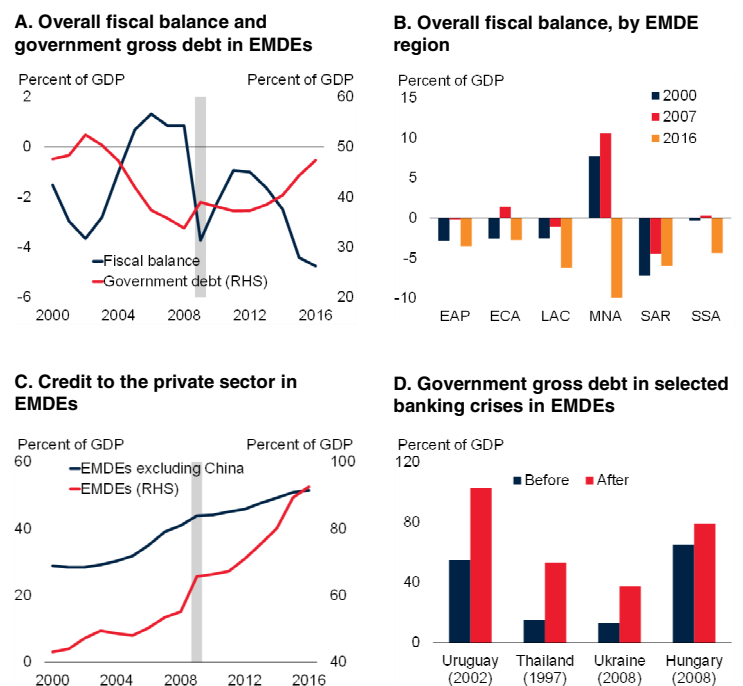 A. Overall fiscal balance and
government gross debt in EMDEs
Percent of GDP
Percent of GDP
2
0
-2
-4
-6
60
50
40
30
20
Fiscal balance
Government debt (RHS)
2000 2004 2008 2012 2016
B. Overall fiscal balance, by EMDE
region
Percent of GDP
15
10
5
0
-5
-10
2000
2007
2016
EAP ECA LAC MNA SAR SSA
C. Credit to the private sector in
EMDEs
Percent of GDP
Percent of GDP
60
40
20
0
100
80
60
40
EMDEs excluding China
EMDEs (RHS)
2000 2004 2008 2012 2016
D. Government gross debt in selected
banking crises in EMDEs
Percent of GDP
120
80
40
0
Before After
Uruguay Thailand Ukraine Hungary
(2002) (1997) (2008) (2008)